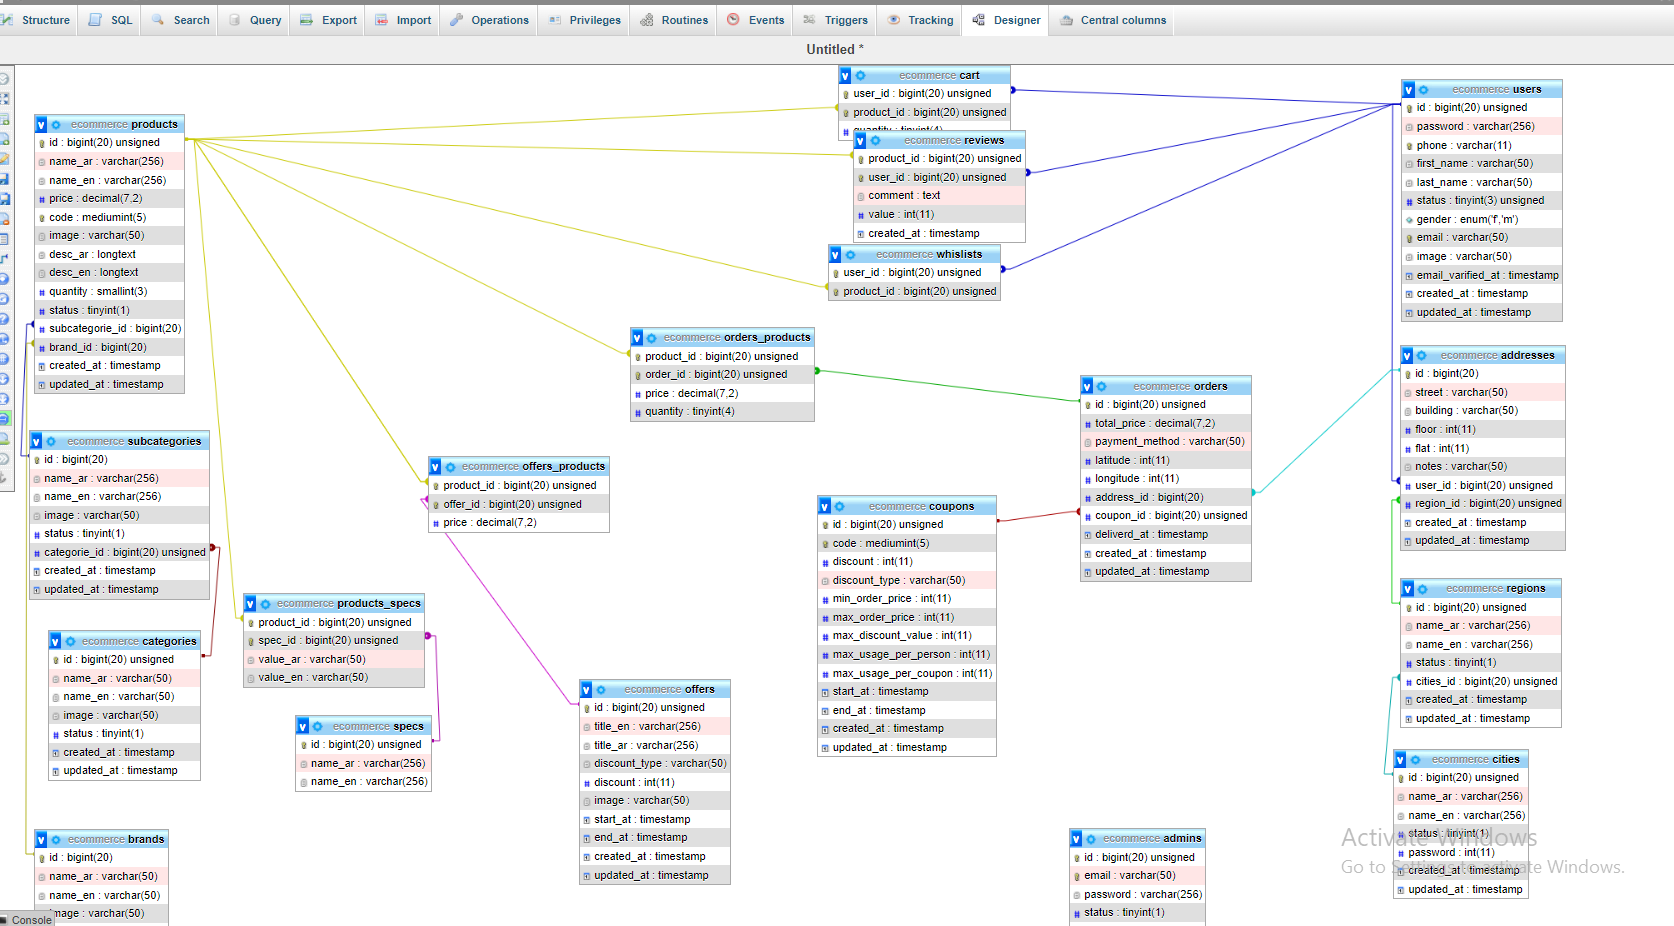 Structure SQL Search Query Export Import Operations Privileges Routines Events Triggers Tracking Designer Central columns
Untitled *
ecommerce products
id : bigint(20) unsigned
name_ar : varchar(256)
name_en : varchar(256)
price : decimal(7,2)
code : mediumint(5)
image : varchar(50)
desc_ar : longtext
desc_en : longtext
quantity : smallint(3)
status : tinyint(1)
subcategorie_id : bigint(20)
brand_id : bigint(20)
created_at : timestamp
updated_at : timestamp
ecommerce subcategories
id : bigint(20)
name_ar : varchar(256)
name_en : varchar(256)
image : varchar(50)
status : tinyint(1)
categorie_id : bigint(20) unsigned
created_at : timestamp
updated_at : timestamp
ecommerce categories
id : bigint(20) unsigned
name_ar : varchar(50)
name_en : varchar(50)
image : varchar(50)
status : tinyint(1)
created_at : timestamp
updated_at : timestamp
ecommerce brands
id : bigint(20)
name_ar : varchar(50)
name_en : varchar(50)
image : varchar(50)
Console
ecommerce products_specs
product_id : bigint(20) unsigned
spec_id : bigint(20) unsigned
value_ar : varchar(50)
value_en : varchar(50)
ecommerce specs
id : bigint(20) unsigned
name_ar : varchar(256)
name_en : varchar(256)
ecommerce offers_products
product_id : bigint(20) unsigned
offer_id : bigint(20) unsigned
price : decimal(7,2)
ecommerce offers
id : bigint(20) unsigned
title_en : varchar(256)
title_ar : varchar(256)
discount_type : varchar(50)
discount : int(11)
image : varchar(50)
start_at : timestamp
end_at : timestamp
created_at : timestamp
updated_at : timestamp
ecommerce orders_products
product_id : bigint(20) unsigned
order_id : bigint(20) unsigned
price : decimal(7,2)
quantity : tinyint(4)
ecommerce cart
user_id : bigint(20) unsigned
product_id : bigint(20) unsigned
quantity : tinyint(4)
ecommerce reviews
product_id : bigint(20) unsigned
user_id : bigint(20) unsigned
comment : text
value : int(11)
created_at : timestamp
ecommerce whislists
user_id : bigint(20) unsigned
product_id : bigint(20) unsigned
ecommerce coupons
id : bigint(20) unsigned
code : mediumint(5)
discount : int(11)
discount_type : varchar(50)
min_order_price : int(11)
max_order_price : int(11)
max_discount_value : int(11)
max_usage_per_person : int(11)
max_usage_per_coupon : int(11)
start_at : timestamp
end_at : timestamp
created_at : timestamp
updated_at : timestamp
ecommerce orders
id : bigint(20) unsigned
total_price : decimal(7,2)
payment_method : varchar(50)
latitude : int(11)
longitude : int(11)
address_id : bigint(20)
coupon_id : bigint(20) unsigned
deliverd_at : timestamp
created_at : timestamp
updated_at : timestamp
ecommerce admins
id : bigint(20) unsigned
email : varchar(50)
password : varchar(256)
status : tinyint(1)
ecommerce users
id : bigint(20) unsigned
password : varchar(256)
phone : varchar(11)
first_name : varchar(50)
last_name : varchar(50)
status : tinyint(3) unsigned
gender : enum('f','m')
email : varchar(50)
image : varchar(50)
email_varified_at : timestamp
created_at : timestamp
updated_at : timestamp
ecommerce addresses
id : bigint(20)
street : varchar(50)
building : varchar(50)
floor : int(11)
flat : int(11)
notes : varchar(50)
user_id : bigint(20) unsigned
region_id : bigint(20) unsigned
created_at : timestamp
updated_at : timestamp
ecommerce regions
id : bigint(20) unsigned
name_ar : varchar(256)
name_en : varchar(256)
status : tinyint(1)
cities_id : bigint(20) unsigned
created_at : timestamp
updated_at : timestamp
ecommerce cities
id : bigint(20) unsigned
name_ar : varchar(256)
name_en : varchar(256)
status : tinyint(1)
password : int(11)
created_at : timestamp
updated_at : timestamp
Activate Windows
Go to Settings to activate Windows.